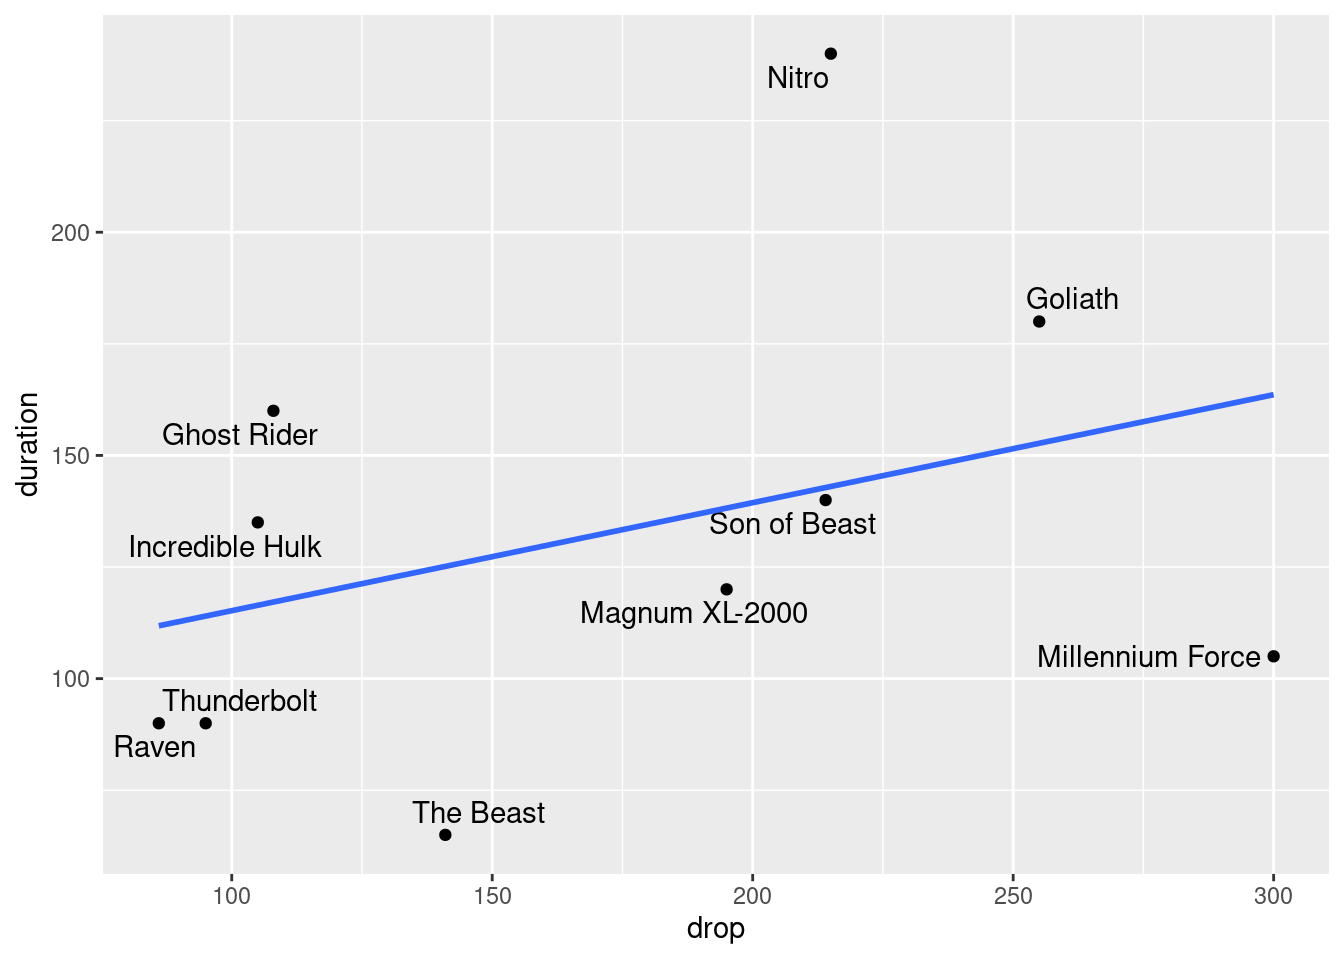 Nitro
200
Goliath
Ghost Rider
150
duration
Son of Beast
Incredible Hulk
Magnum XL-2000
Millennium Force
100
Thunderbolt
Raven
The Beast
100
150
200
250
300
drop